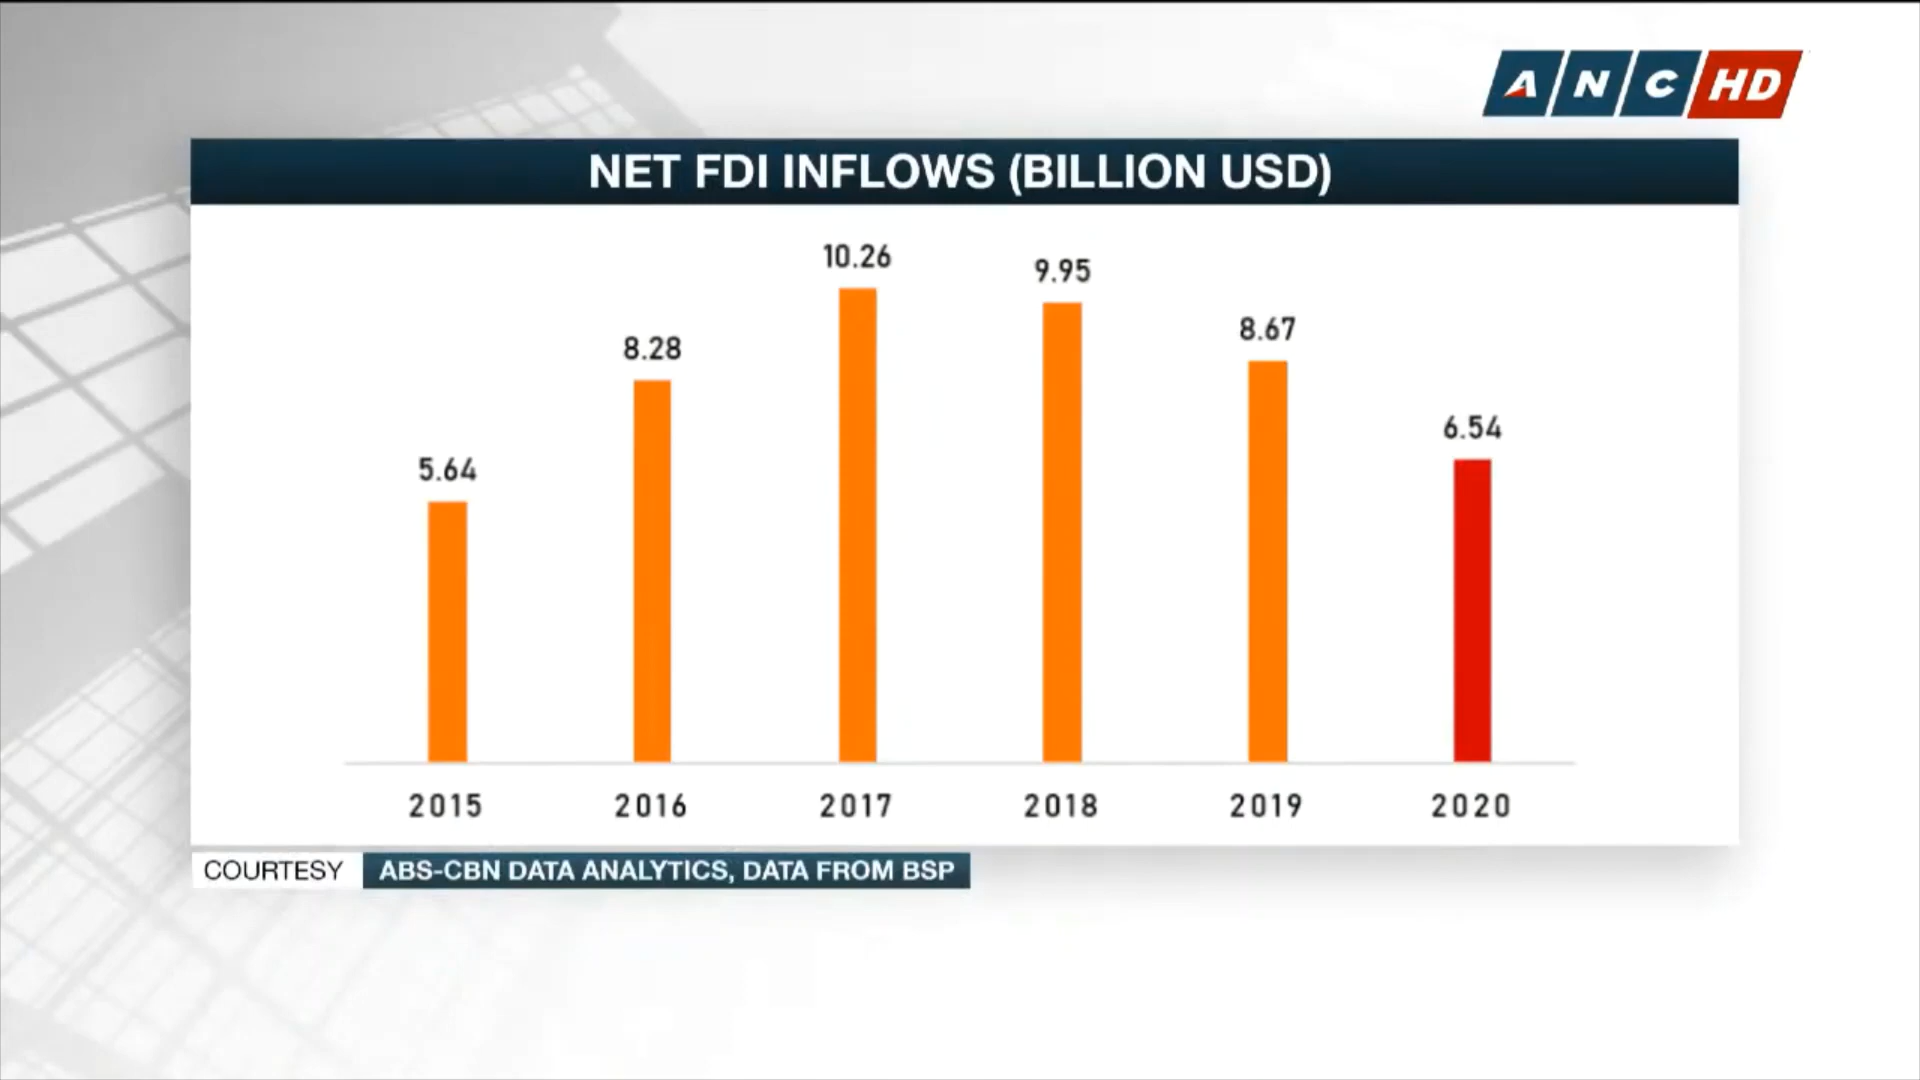 ANC HD
NET FDI INFLOWS (BILLION USD)
5.64
8.28
10.26
9.95
8.67
6.54
2015 2016 2017 2018 2019 2020
COURTESY ABS-CBN DATA ANALYTICS, DATA FROM BSP